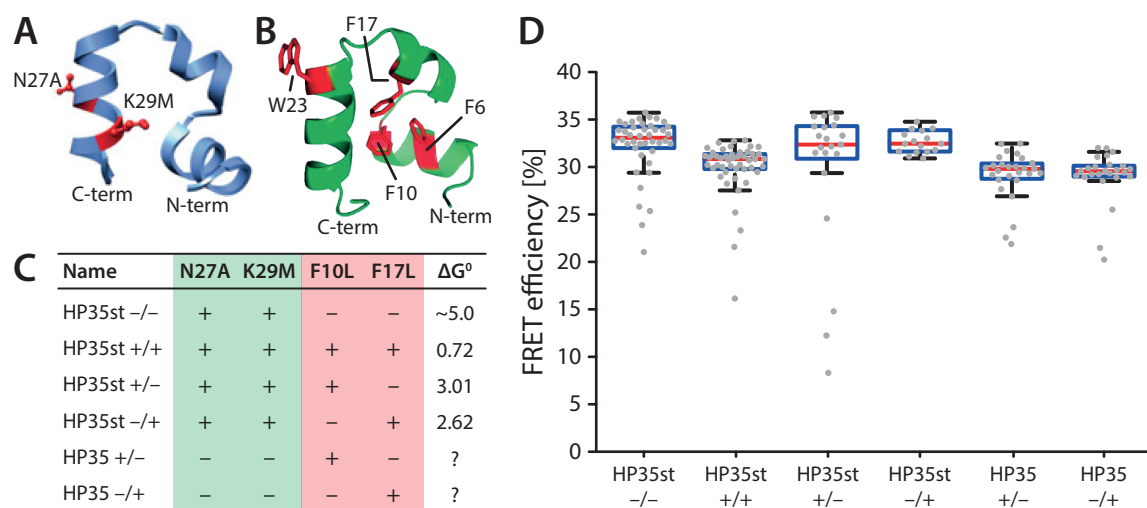 A
N27A
K29M
C-term
N-term
B
F17
W23
F6
F10
C-term
N-term
C
Name N27A K29M F10L F17L ΔG⁰
HP35st –/– + + – – ~5.0
HP35st +/+ + + + + 0.72
HP35st +/– + + + – 3.01
HP35st –/+ + + – + 2.62
HP35 +/– – – + – ?
HP35 –/+ – – – + ?
D
FRET efficiency [%]
40
35
30
25
20
15
10
5
0
HP35st HP35st HP35st HP35st HP35 HP35
–/– +/+ +/– –/+ +/– –/+